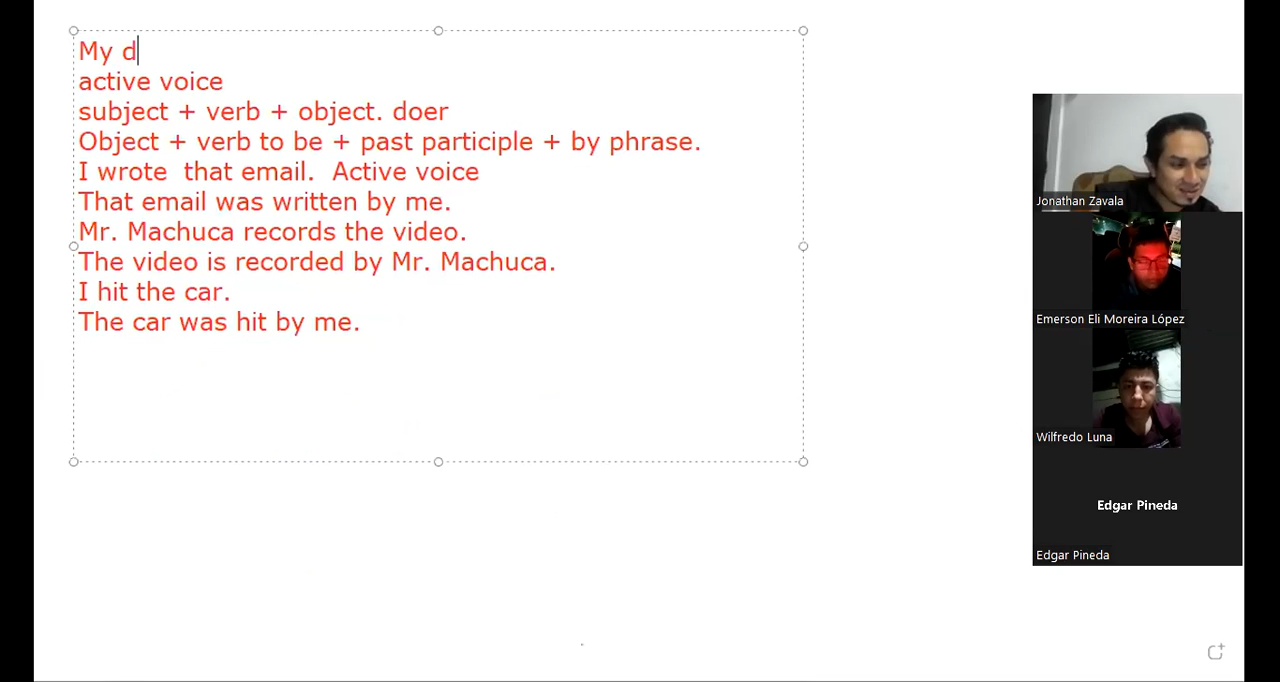 My d
active voice
subject + verb + object. doer
Object + verb to be + past participle + by phrase.
I wrote  that email.  Active voice
That email was written by me.
Mr. Machuca records the video.
The video is recorded by Mr. Machuca.
I hit the car.
The car was hit by me.
Jonathan Zavala
Emerson Eli Moreira López
Wilfredo Luna
Edgar Pineda
Edgar Pineda